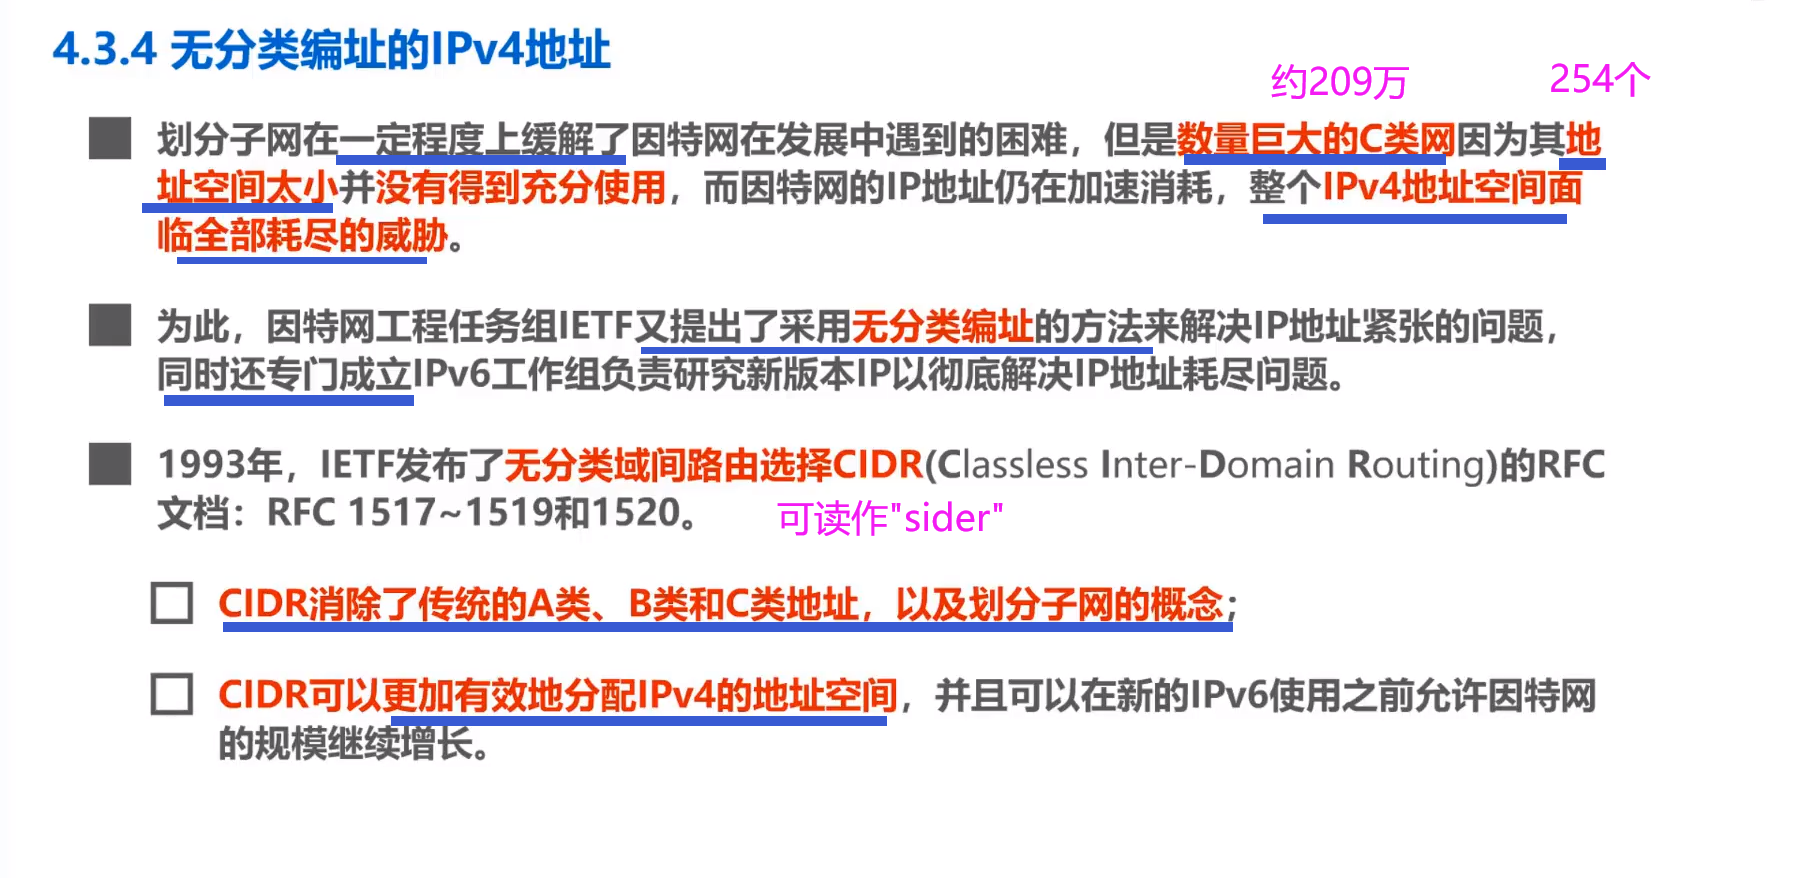 4.3.4 无分类编址的IPv4地址
约209万
254个
划分子网在一定程度上缓解了因特网在发展中遇到的困难，但是数量巨大的C类网因为其地
址空间太小并没有得到充分使用，而因特网的IP地址仍在加速消耗，整个IPv4地址空间面
临全部耗尽的威胁。
为此，因特网工程任务组IETF又提出了采用无分类编址的方法来解决IP地址紧张的问题，
同时还专门成立IPv6工作组负责研究新版本IP以彻底解决IP地址耗尽问题。
1993年，IETF发布了无分类域间路由选择CIDR(Classless Inter-Domain Routing)的RFC
文档：RFC 1517~1519和1520。
可读作"sider"
CIDR消除了传统的A类、B类和C类地址，以及划分子网的概念；
CIDR可以更加有效地分配IPv4的地址空间，并且可以在新的IPv6使用之前允许因特网
的规模继续增长。